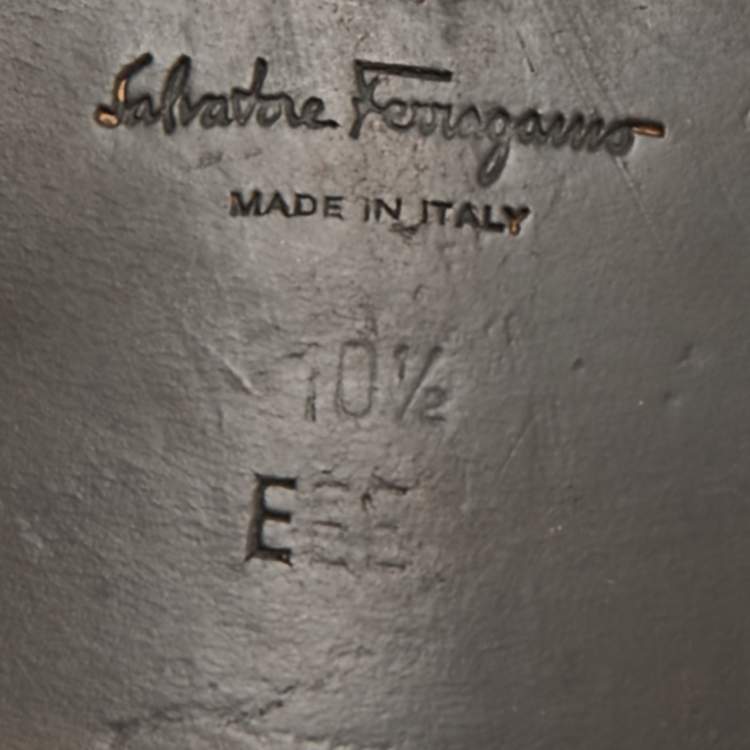 Salvatore Ferragamo
MADE IN ITALY
10½
EEE